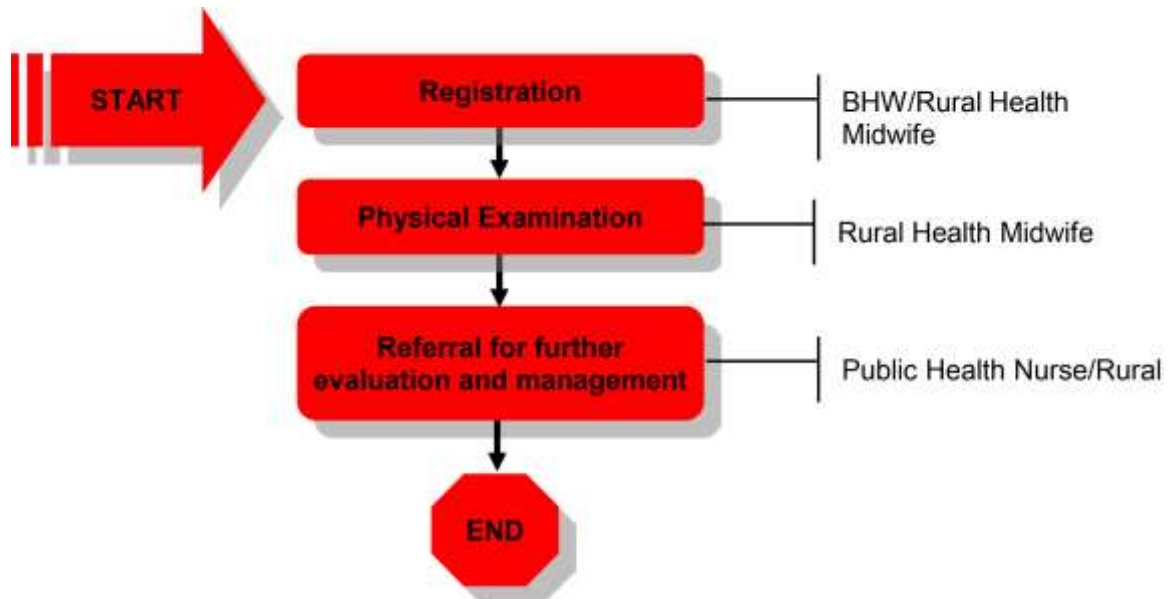 START
Registration
BHW/Rural Health
Midwife
Physical Examination
Rural Health Midwife
Referral for further
evaluation and management
Public Health Nurse/Rural
END